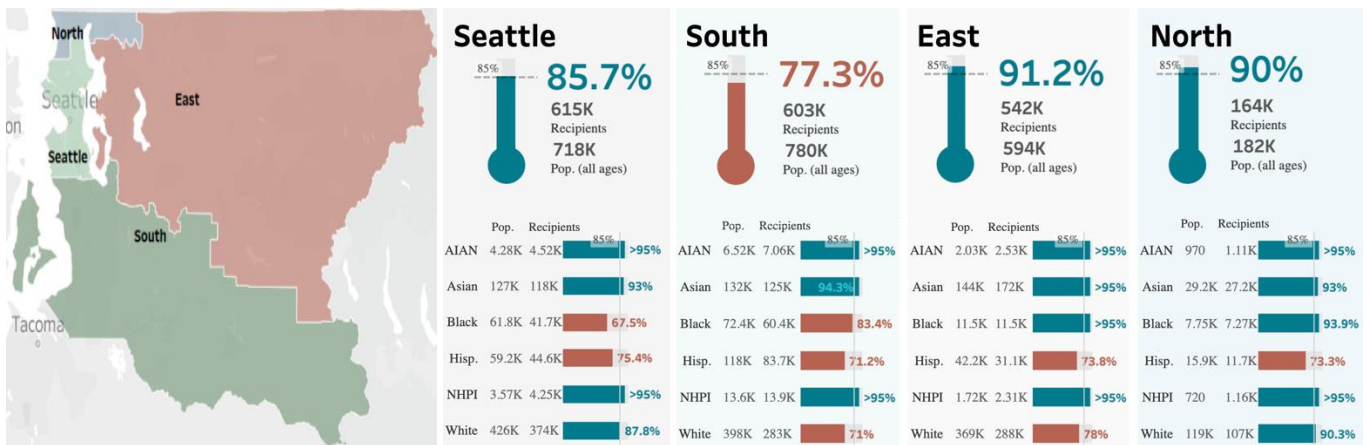 North
Seattle
East
on
Seattle
Tacoma
South
Seattle
85%
85.7%
615K
Recipients
718K
Pop. (all ages)
Pop. Recipients
85%
AIAN 4.28K 4.52K >95%
Asian 127K 118K 93%
Black 61.8K 41.7K 67.5%
Hisp. 59.2K 44.6K 75.4%
NHPI 3.57K 4.25K >95%
White 426K 374K 87.8%
South
85%
77.3%
603K
Recipients
780K
Pop. (all ages)
Pop. Recipients
85%
AIAN 6.52K 7.06K >95%
Asian 132K 125K 94.3%
Black 72.4K 60.4K 83.4%
Hisp. 118K 83.7K 71.2%
NHPI 13.6K 13.9K >95%
White 398K 283K 71%
East
85%
91.2%
542K
Recipients
594K
Pop. (all ages)
Pop. Recipients
85%
AIAN 2.03K 2.53K >95%
Asian 144K 172K >95%
Black 11.5K 11.5K >95%
Hisp. 42.2K 31.1K 73.8%
NHPI 1.72K 2.31K >95%
White 369K 288K 78%
North
85%
90%
164K
Recipients
182K
Pop. (all ages)
Pop. Recipients
85%
AIAN 970 1.11K >95%
Asian 29.2K 27.2K 93%
Black 7.75K 7.27K 93.9%
Hisp. 15.9K 11.7K 73.3%
NHPI 720 1.16K >95%
White 119K 107K 90.3%